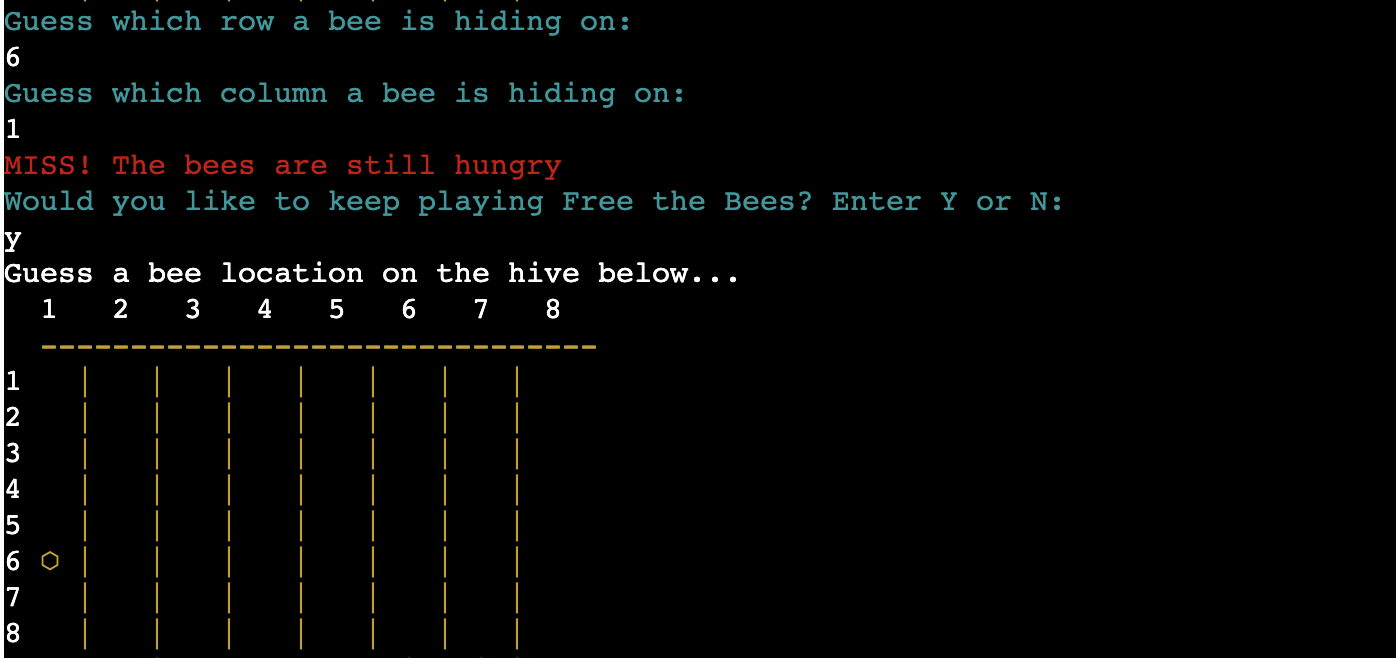 Guess which row a bee is hiding on:
6
Guess which column a bee is hiding on:
1
MISS! The bees are still hungry
Would you like to keep playing Free the Bees? Enter Y or N:
y
Guess a bee location on the hive below...
1 2 3 4 5 6 7 8
---------------------------------
1 | | | | | | |
2 | | | | | | |
3 | | | | | | |
4 | | | | | | |
5 | | | | | | |
6 ⬡ | | | | | | |
7 | | | | | | |
8 | | | | | | |